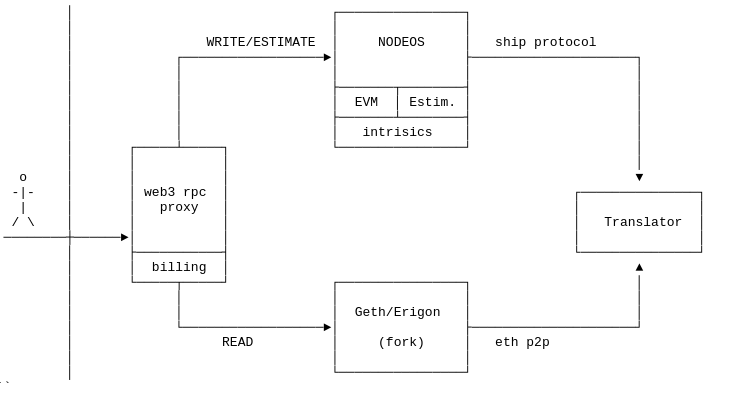 WRITE/ESTIMATE
NODEOS
ship protocol
EVM
Estim.
intrisics
web3 rpc
proxy
billing
Translator
Geth/Erigon
(fork)
READ
eth p2p